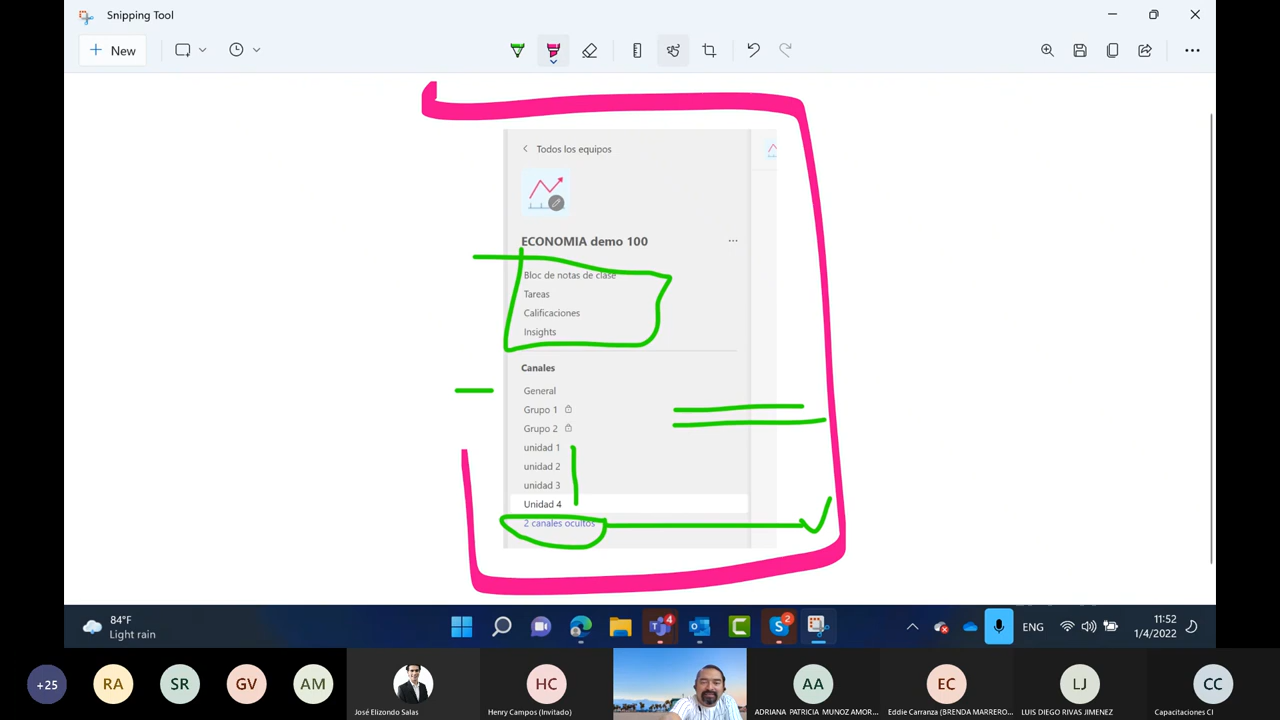 Snipping Tool
New
Todos los equipos
ECONOMIA demo 100
Bloc de notas de clase
Tareas
Calificaciones
Insights
Canales
General
Grupo 1
Grupo 2
unidad 1
unidad 2
unidad 3
Unidad 4
2 canales ocultos
84°F
Light rain
4
2
ENG
11:52
1/4/2022
+25
RA
SR
GV
AM
José Elizondo Salas
HC
Henry Campos (Invitado)
AA
ADRIANA PATRICIA MUNOZ AMOR...
EC
Eddie Carranza (BRENDA MARRERO...
LJ
LUIS DIEGO RIVAS JIMENEZ
CC
Capacitaciones CI